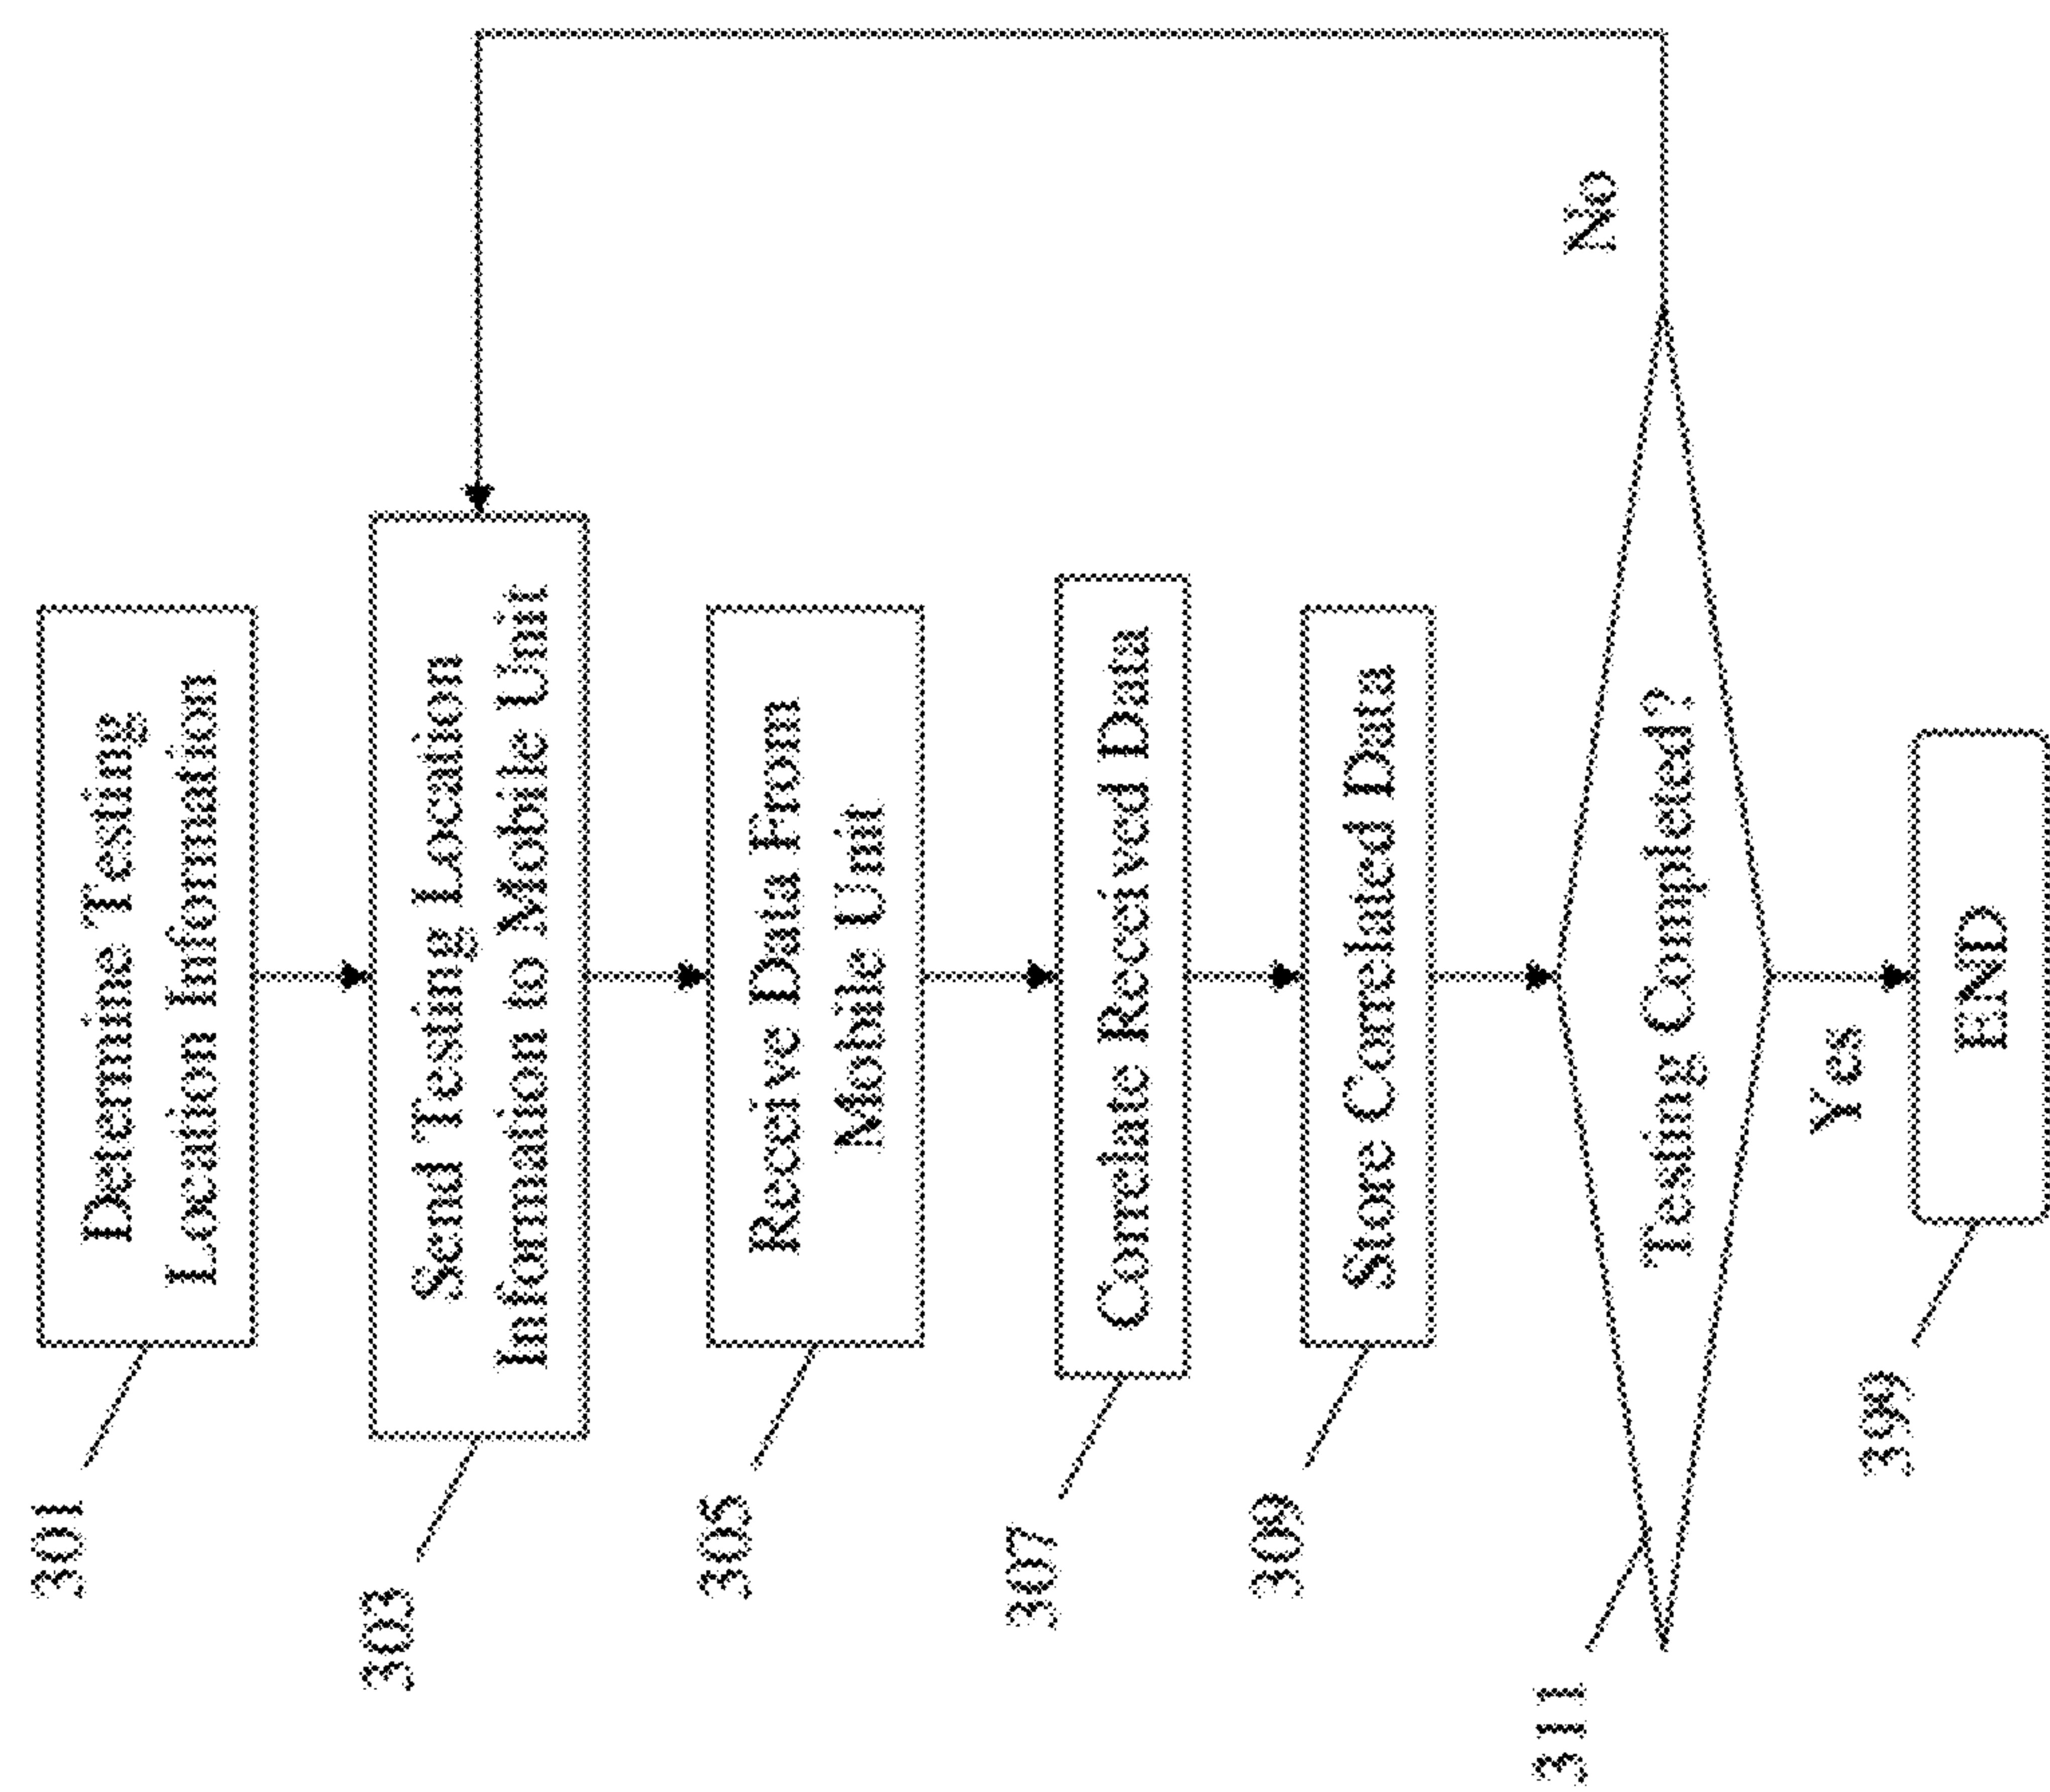 301
Determine Testing
Location Information
303
Send Testing Location
Information to Mobile Unit
305
Receive Data From
Mobile Unit
307
Correlate Received Data
309
Store Correlated Data
311
Testing Completed?
No
Yes
399
END